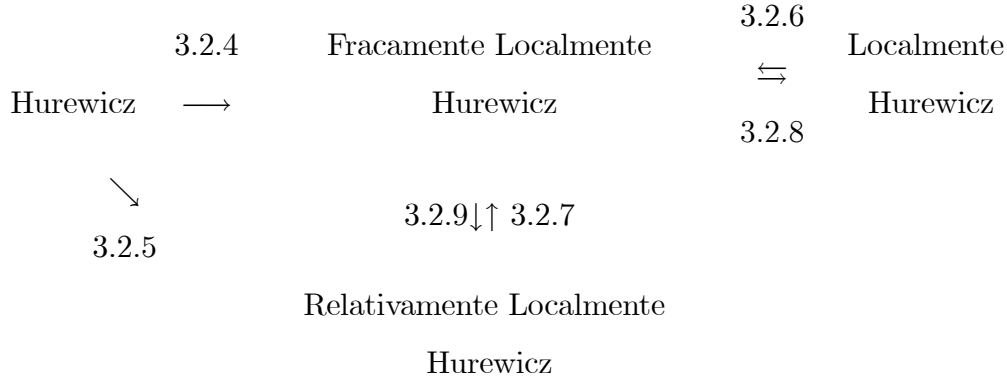 3.2.6
3.2.4 Fracamente Localmente Localmente
⇆
Hurewicz ⟶ Hurewicz Hurewicz
3.2.8
↘ 3.2.9↓↑ 3.2.7
3.2.5
Relativamente Localmente
Hurewicz